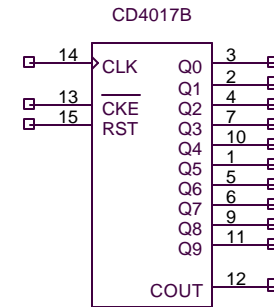 CD4017B
14 CLK Q0 3
Q1 2
13 CKE Q2 4
15 RST Q3 7
Q4 10
Q5 1
Q6 5
Q7 6
Q8 9
Q9 11
COUT 12